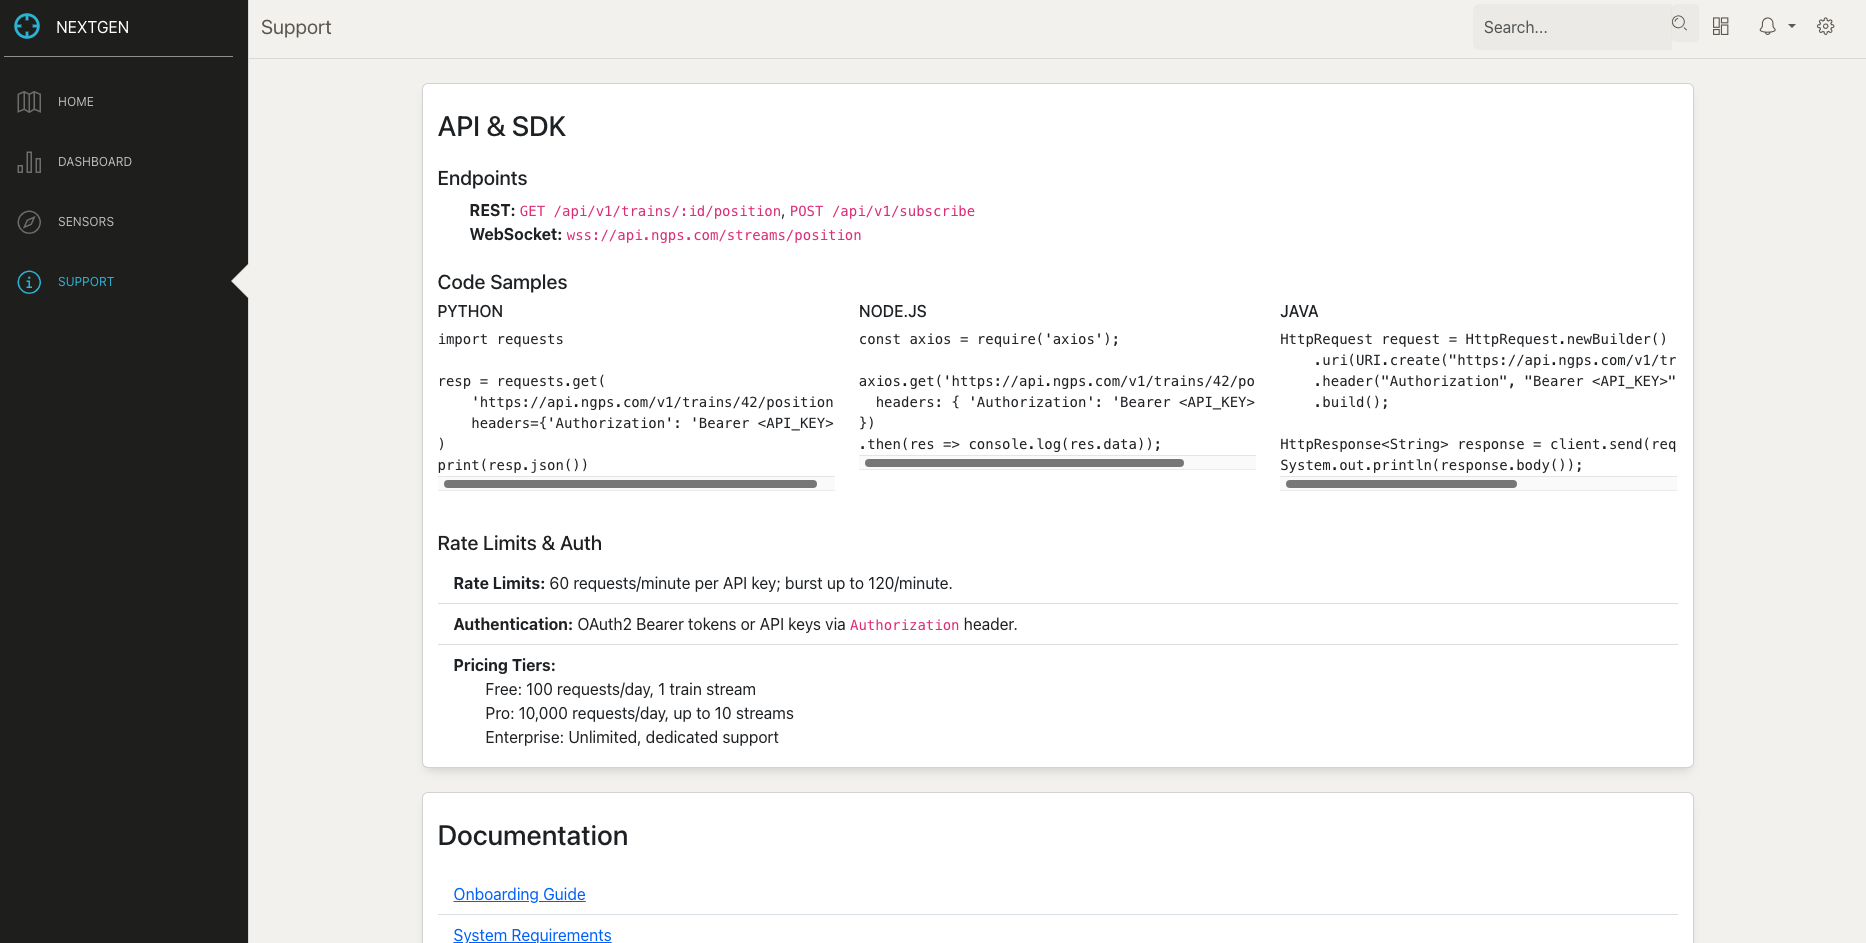 NEXTGEN
HOME
DASHBOARD
SENSORS
SUPPORT
Support
Search...
API & SDK
Endpoints
REST: GET /api/v1/trains/:id/position, POST /api/v1/subscribe
WebSocket: wss://api.ngps.com/streams/position
Code Samples
PYTHON
import requests

resp = requests.get(
    'https://api.ngps.com/v1/trains/42/position
    headers={'Authorization': 'Bearer <API_KEY>
)
print(resp.json())
NODE.JS
const axios = require('axios');

axios.get('https://api.ngps.com/v1/trains/42/po
  headers: { 'Authorization': 'Bearer <API_KEY>
})
.then(res => console.log(res.data));
JAVA
HttpRequest request = HttpRequest.newBuilder()
    .uri(URI.create("https://api.ngps.com/v1/tr
    .header("Authorization", "Bearer <API_KEY>"
    .build();

HttpResponse<String> response = client.send(req
System.out.println(response.body());
Rate Limits & Auth
Rate Limits: 60 requests/minute per API key; burst up to 120/minute.
Authentication: OAuth2 Bearer tokens or API keys via Authorization header.
Pricing Tiers:
Free: 100 requests/day, 1 train stream
Pro: 10,000 requests/day, up to 10 streams
Enterprise: Unlimited, dedicated support
Documentation
Onboarding Guide
System Requirements